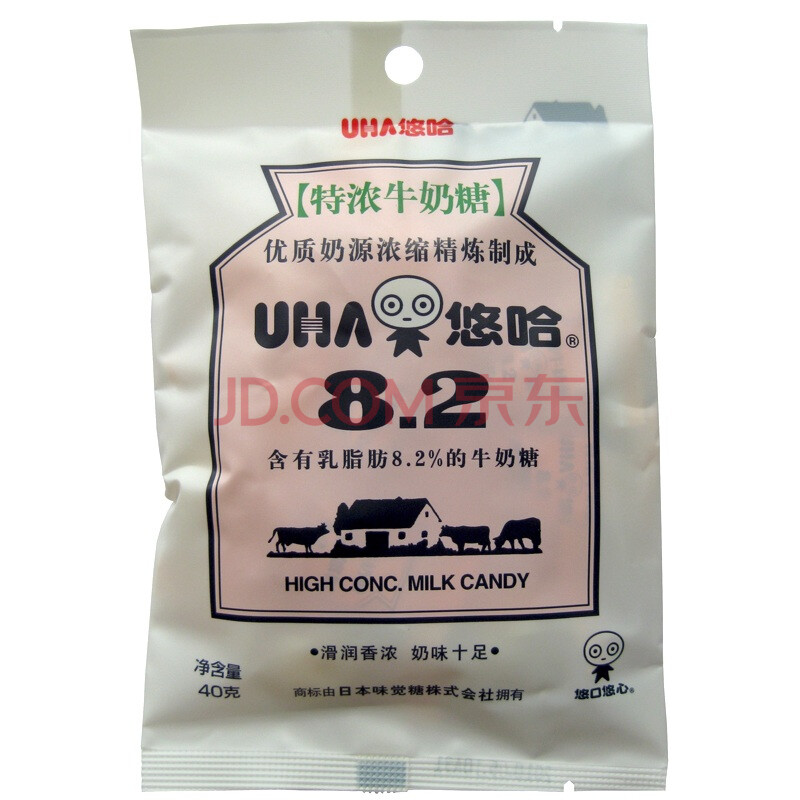 UHA悠哈
【特浓牛奶糖】
优质奶源浓缩精炼制成
UHA悠哈®
8.2
JD.COM 京东
含有乳脂肪8.2%的牛奶糖
HIGH CONC. MILK CANDY
•滑润香浓 奶味十足•
净含量
40克
商标由日本味觉糖株式会社拥有
悠口悠心®